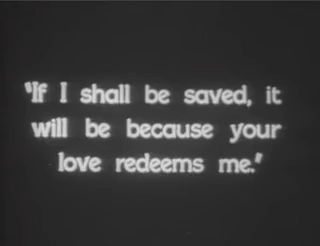 "If I shall be saved, it
will be because your
love redeems me."